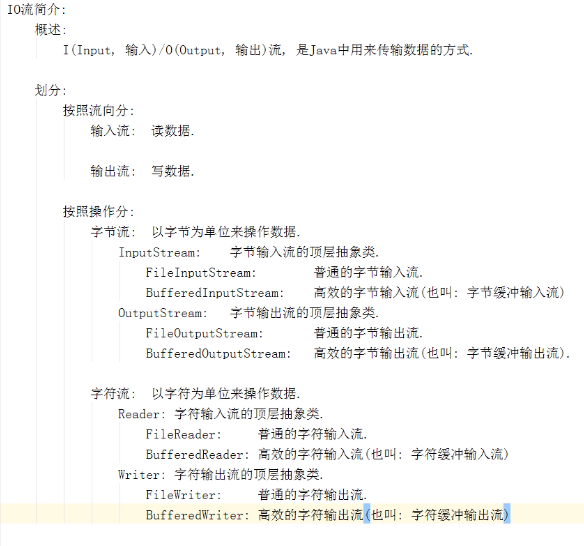 IO流简介:
概述:
I(Input, 输入)/O(Output, 输出)流, 是Java中用来传输数据的方式.
划分:
按照流向分:
输入流: 读数据.
输出流: 写数据.
按照操作分:
字节流: 以字节为单位来操作数据.
InputStream: 字节输入流的顶层抽象类.
FileInputStream: 普通的字节输入流.
BufferedInputStream: 高效的字节输入流(也叫: 字节缓冲输入流)
OutputStream: 字节输出流的顶层抽象类.
FileOutputStream: 普通的字节输出流.
BufferedOutputStream: 高效的字节输出流(也叫: 字节缓冲输出流).
字符流: 以字符为单位来操作数据.
Reader: 字符输入流的顶层抽象类.
FileReader: 普通的字符输入流.
BufferedReader: 高效的字符输入流(也叫: 字符缓冲输入流)
Writer: 字符输出流的顶层抽象类.
FileWriter: 普通的字符输出流.
BufferedWriter: 高效的字符输出流(也叫: 字符缓冲输出流)